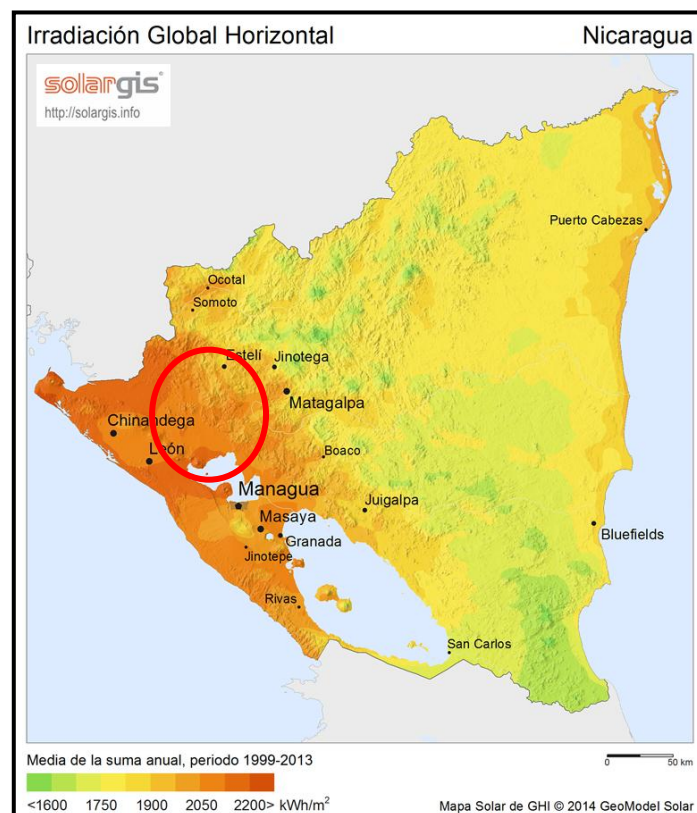 Irradiación Global Horizontal
Nicaragua
solargis
http://solargis.info
Puerto Cabezas
Ocotal
Somoto
Estelí
Jinotega
Matagalpa
Chinandega
León
Boaco
Managua
Juigalpa
Masaya
Granada
Bluefields
Jinotepe
Rivas
San Carlos
Media de la suma anual, periodo 1999-2013
0 50 km
<1600 1750 1900 2050 2200> kWh/m²
Mapa Solar de GHI © 2014 GeoModel Solar